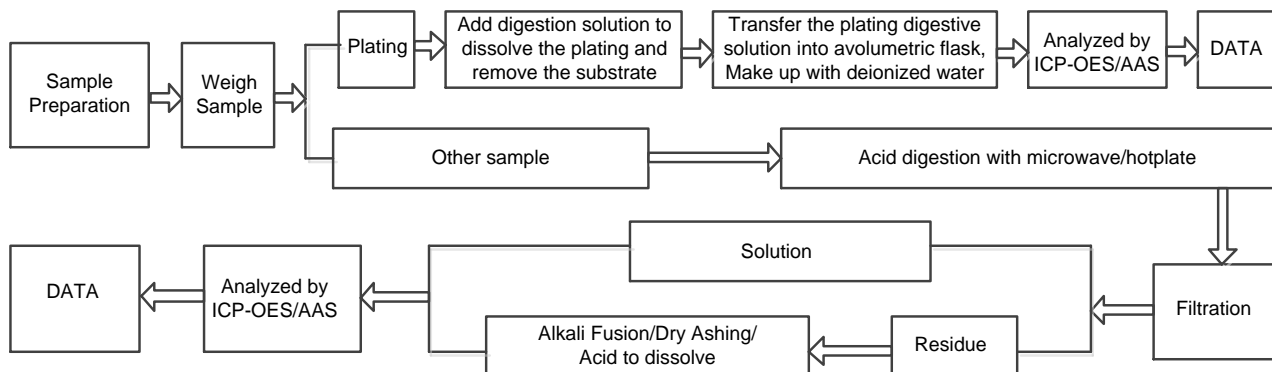 Sample
Preparation
Weigh
Sample
Plating
Add digestion solution to
dissolve the plating and
remove the substrate
Transfer the plating digestive
solution into avolumetric flask,
Make up with deionized water
Analyzed by
ICP-OES/AAS
DATA
Other sample
Acid digestion with microwave/hotplate
Filtration
Solution
Residue
Alkali Fusion/Dry Ashing/
Acid to dissolve
Analyzed by
ICP-OES/AAS
DATA